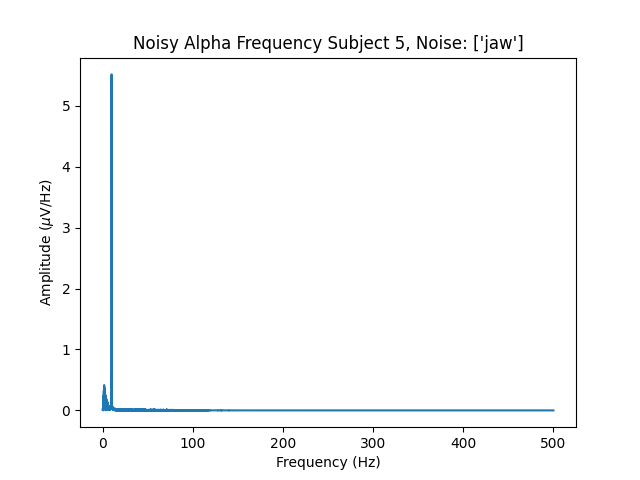 Noisy Alpha Frequency Subject 5, Noise: ['jaw']
5
4
3
2
1
0
Amplitude (μV/Hz)
0 100 200 300 400 500
Frequency (Hz)